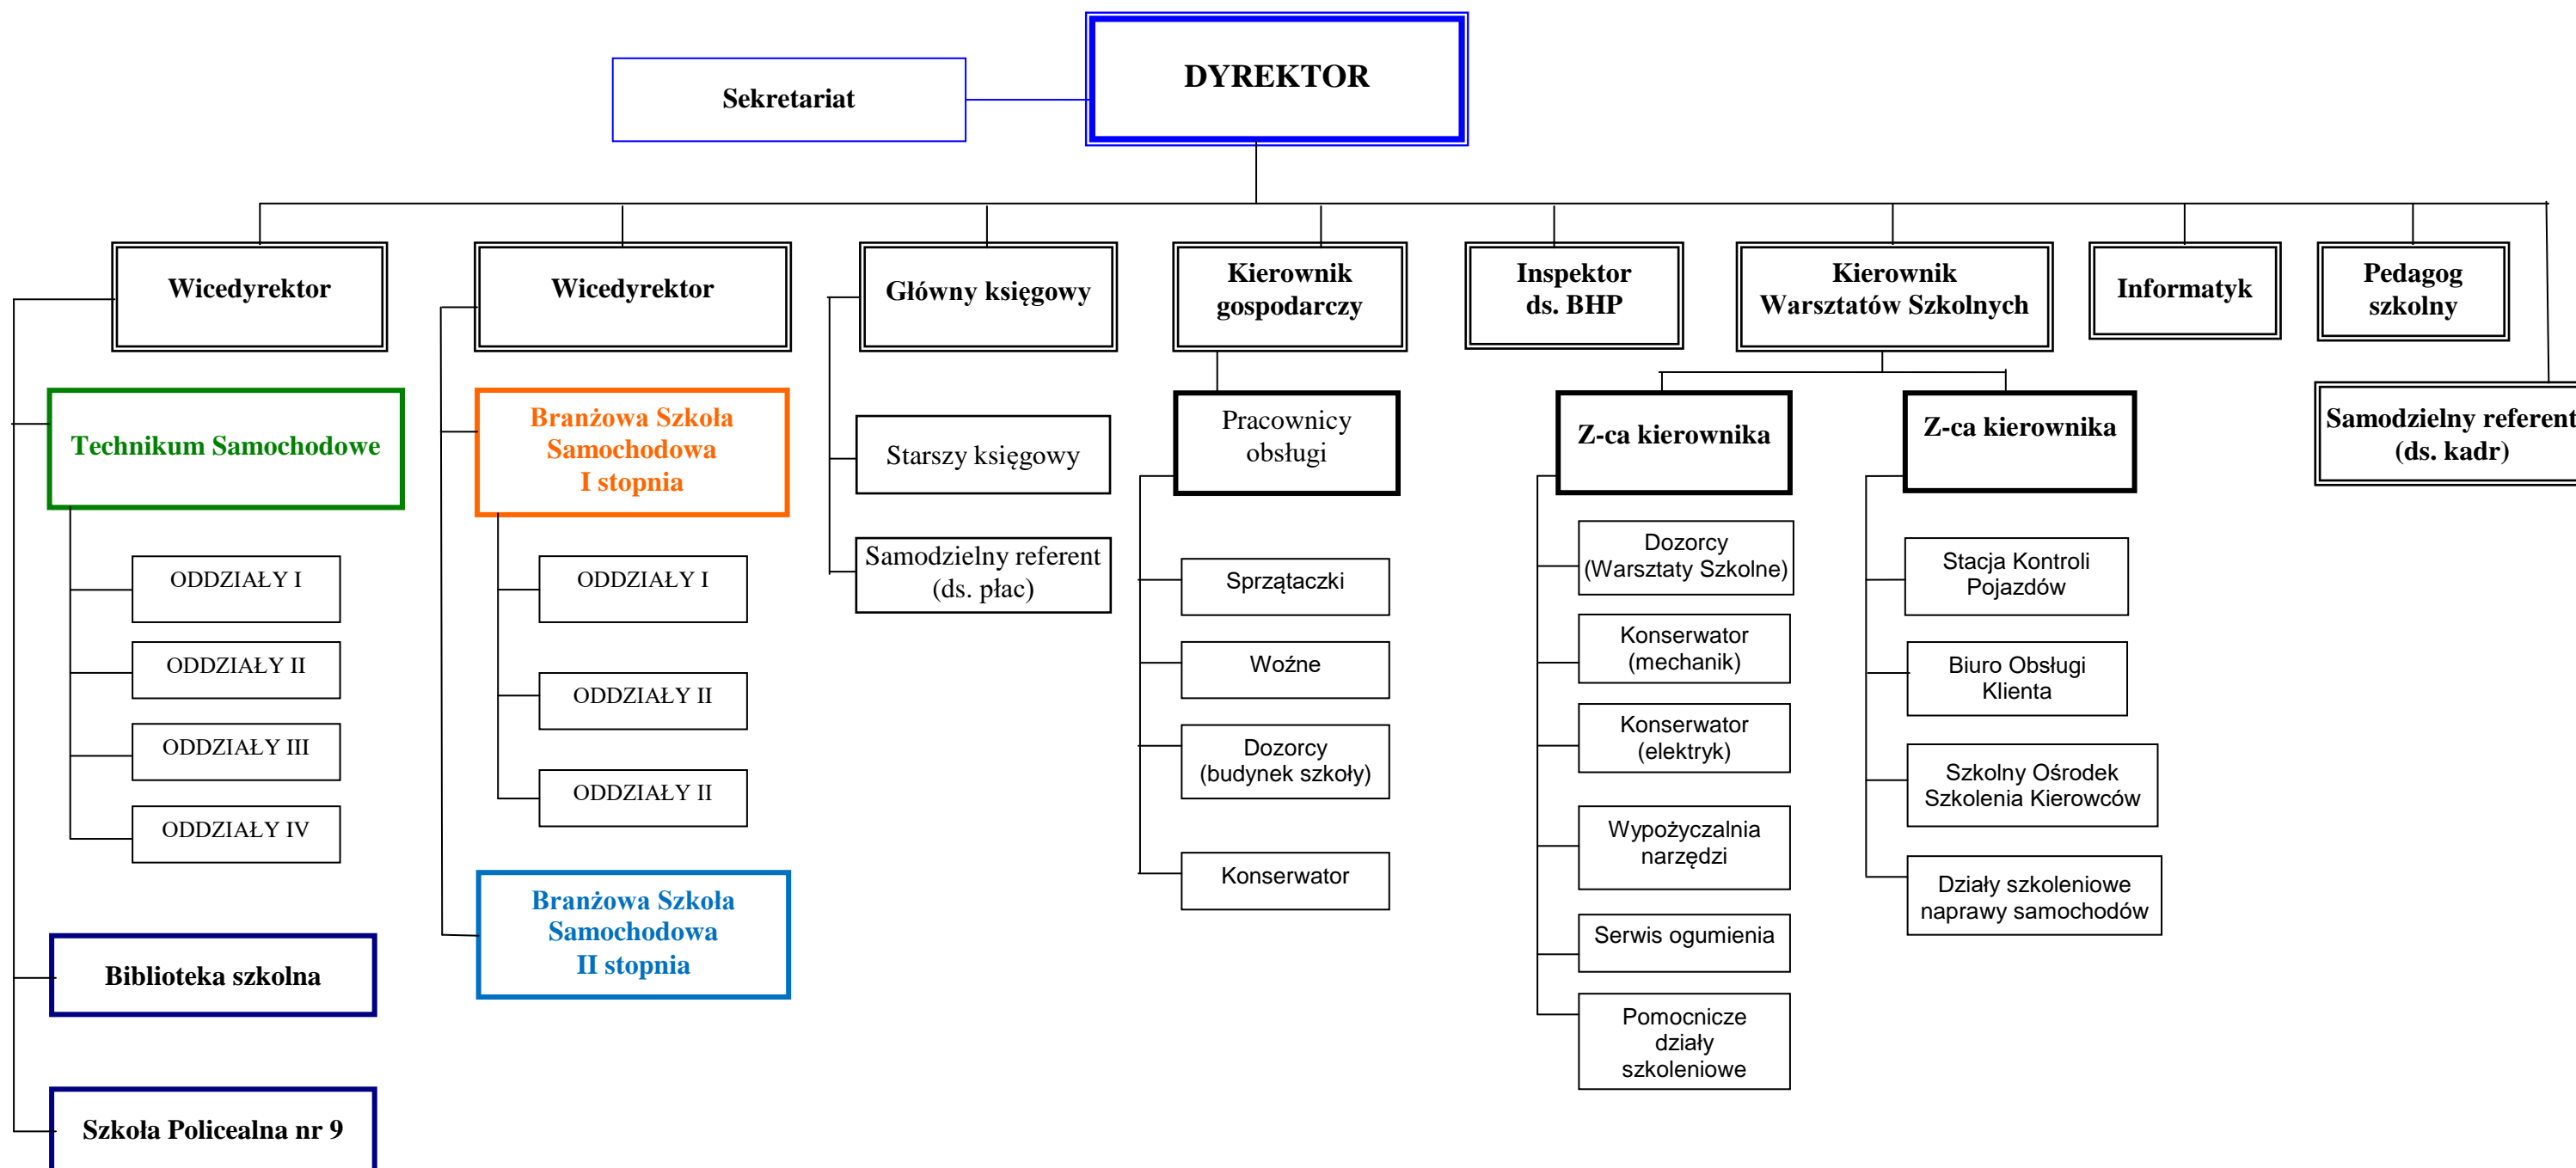 DYREKTOR
Sekretariat
Wicedyrektor
Wicedyrektor
Główny księgowy
Kierownik
gospodarczy
Inspektor
ds. BHP
Kierownik
Warsztatów Szkolnych
Informatyk
Pedagog
szkolny
Samodzielny referent
(ds. kadr)
Technikum Samochodowe
ODDZIAŁY I
ODDZIAŁY II
ODDZIAŁY III
ODDZIAŁY IV
Biblioteka szkolna
Szkoła Policealna nr 9
Branżowa Szkoła
Samochodowa
I stopnia
ODDZIAŁY I
ODDZIAŁY II
ODDZIAŁY II
Branżowa Szkoła
Samochodowa
II stopnia
Starszy księgowy
Samodzielny referent
(ds. płac)
Pracownicy
obsługi
Sprzątaczki
Woźne
Dozorcy
(budynek szkoły)
Konserwator
Z-ca kierownika
Dozorcy
(Warsztaty Szkolne)
Konserwator
(mechanik)
Konserwator
(elektryk)
Wypożyczalnia
narzędzi
Serwis ogumienia
Pomocnicze
działy
szkoleniowe
Z-ca kierownika
Stacja Kontroli
Pojazdów
Biuro Obsługi
Klienta
Szkolny Ośrodek
Szkolenia Kierowców
Działy szkoleniowe
naprawy samochodów